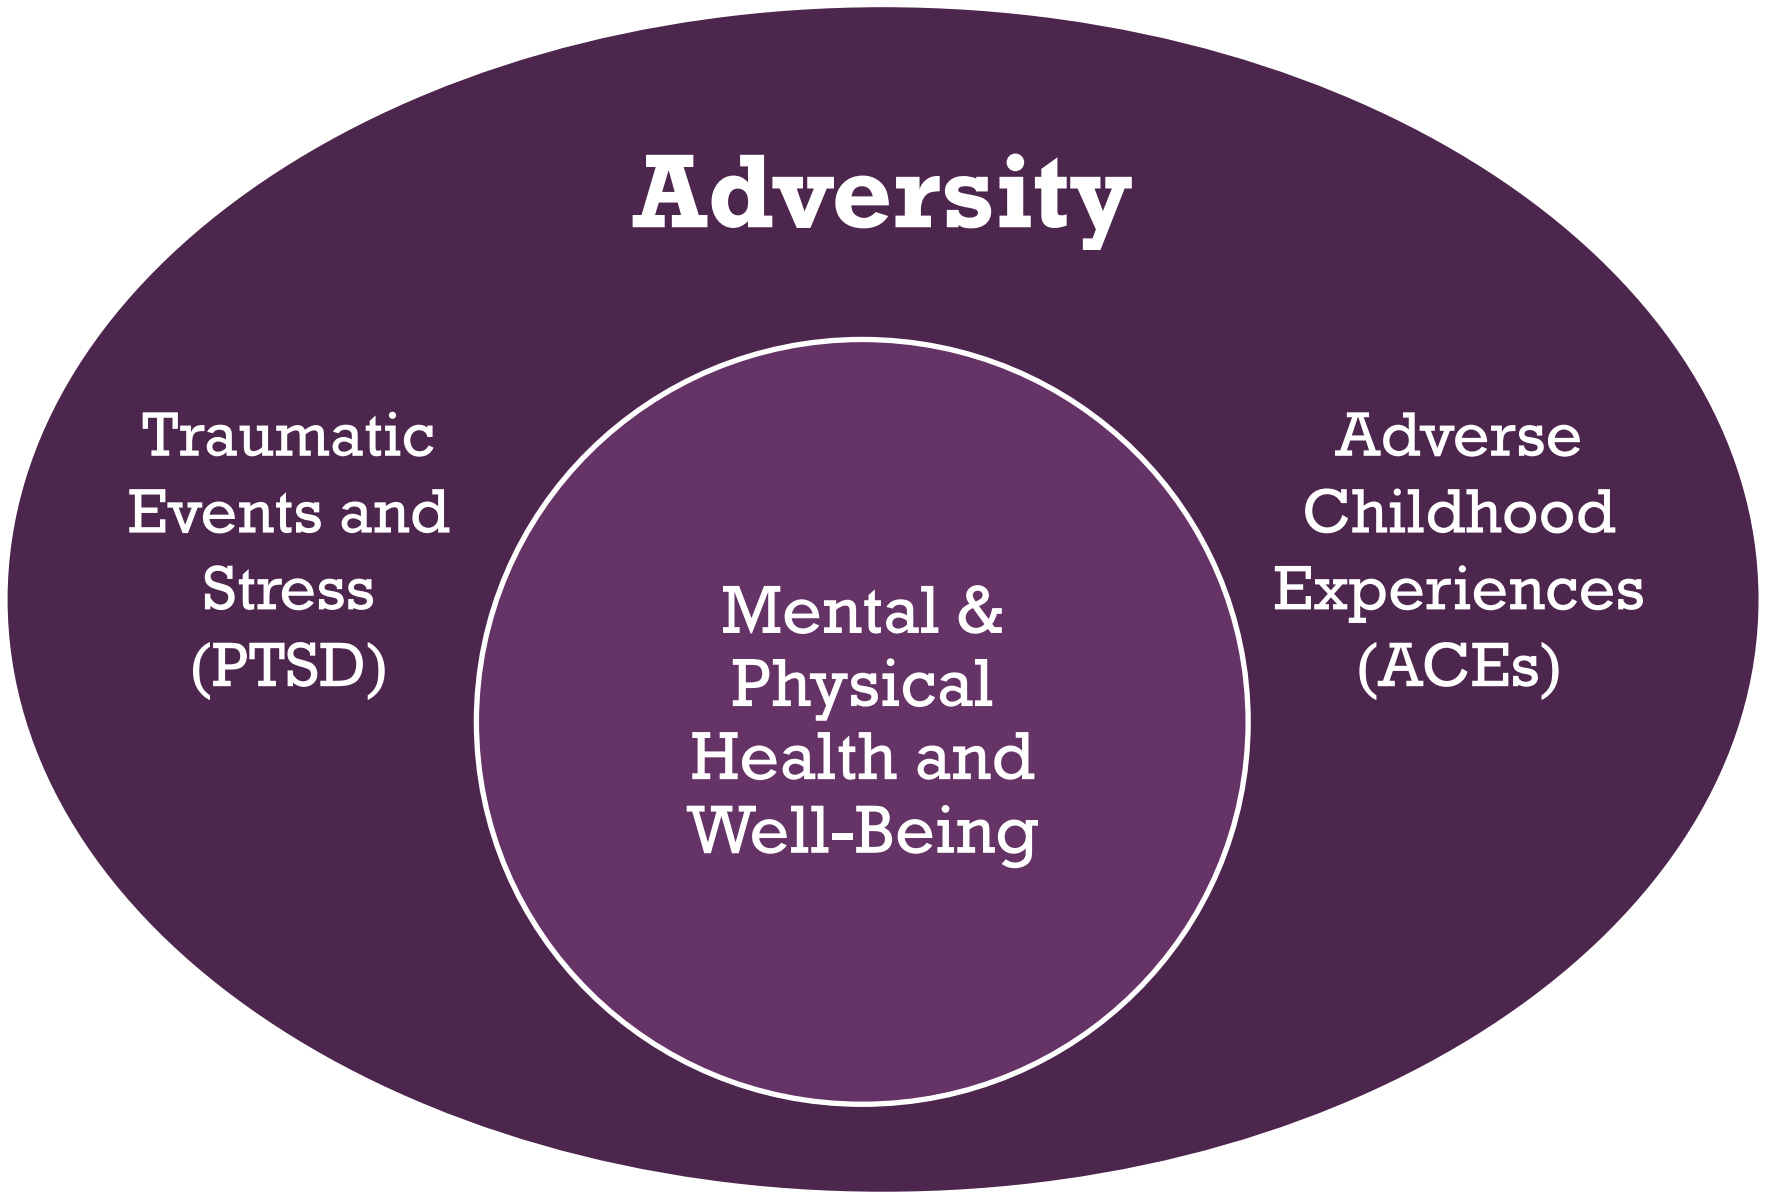 Adversity
Traumatic
Events and
Stress
(PTSD)
Mental &
Physical
Health and
Well-Being
Adverse
Childhood
Experiences
(ACEs)